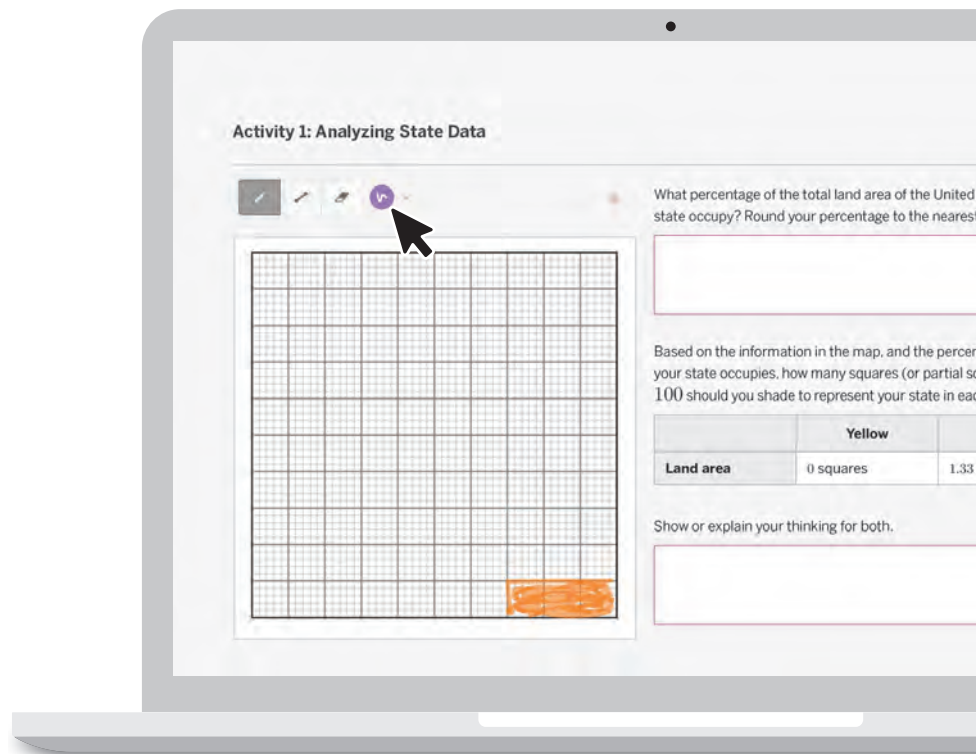 Activity 1: Analyzing State Data
What percentage of the total land area of the United
state occupy? Round your percentage to the nearest
Based on the information in the map, and the
your state occupies, how many squares (or partial
100 should you shade to represent your state in
Yellow
Land area
0 squares
1.33
Show or explain your thinking for both.